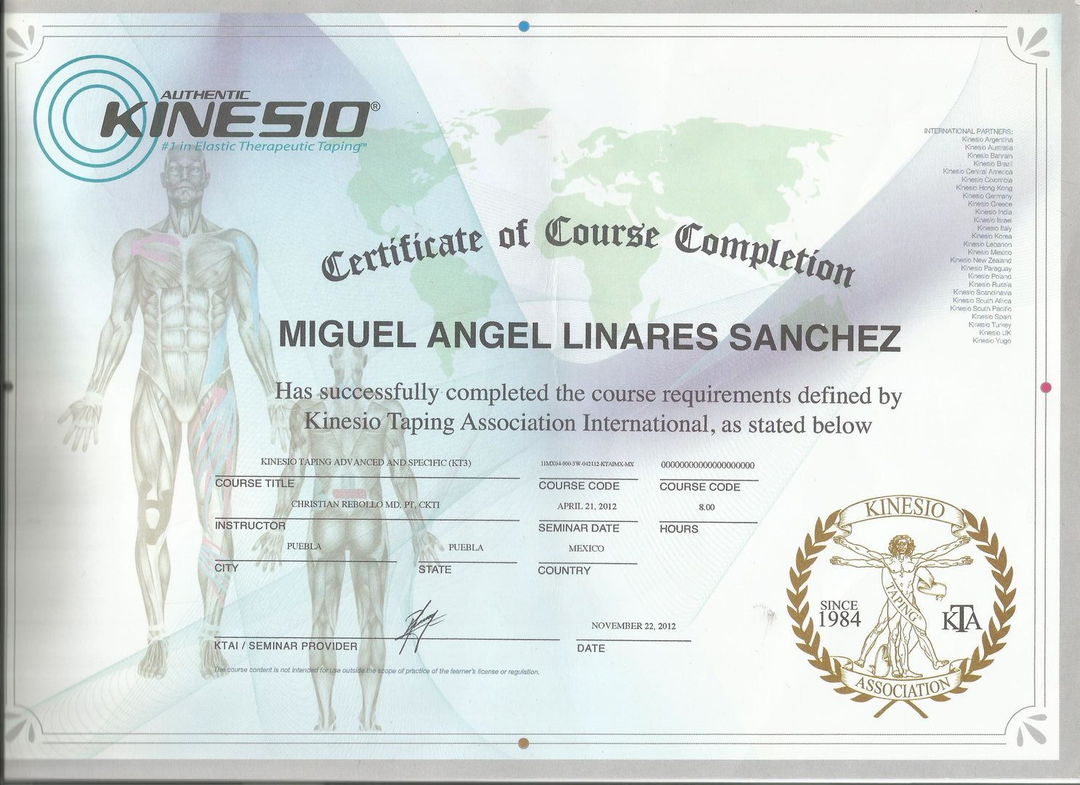 AUTHENTIC
KINESIO®
#1 in Elastic Therapeutic Taping™
INTERNATIONAL PARTNERS:
Kinesio Argentina
Kinesio Australia
Kinesio Bahrain
Kinesio Brazil
Kinesio Central America
Kinesio Colombia
Kinesio Hong Kong
Kinesio Germany
Kinesio Greece
Kinesio India
Kinesio Israel
Kinesio Italy
Kinesio Korea
Kinesio Lebanon
Kinesio Mexico
Kinesio New Zealand
Kinesio Paraguay
Kinesio Poland
Kinesio Russia
Kinesio Scandinavia
Kinesio South Africa
Kinesio South Pacific
Kinesio Spain
Kinesio Turkey
Kinesio UK
Kinesio Yugo
Certificate of Course Completion
MIGUEL ANGEL LINARES SANCHEZ
Has successfully completed the course requirements defined by
Kinesio Taping Association International, as stated below
KINESIO TAPING ADVANCED AND SPECIFIC (KT3)
COURSE TITLE
COURSE CODE
00000000000000000000
COURSE CODE
CHRISTIAN REBOLLO MD, PT, CKTI
INSTRUCTOR
APRIL 21, 2012
SEMINAR DATE
8.00
HOURS
PUEBLA
CITY
PUEBLA
STATE
MEXICO
COUNTRY
KTAI / SEMINAR PROVIDER
NOVEMBER 22, 2012
DATE
The course content is not intended for use outside the scope of practice of the learner's license or regulation.
KINESIO
TAPING
SINCE
1984
KTA
ASSOCIATION